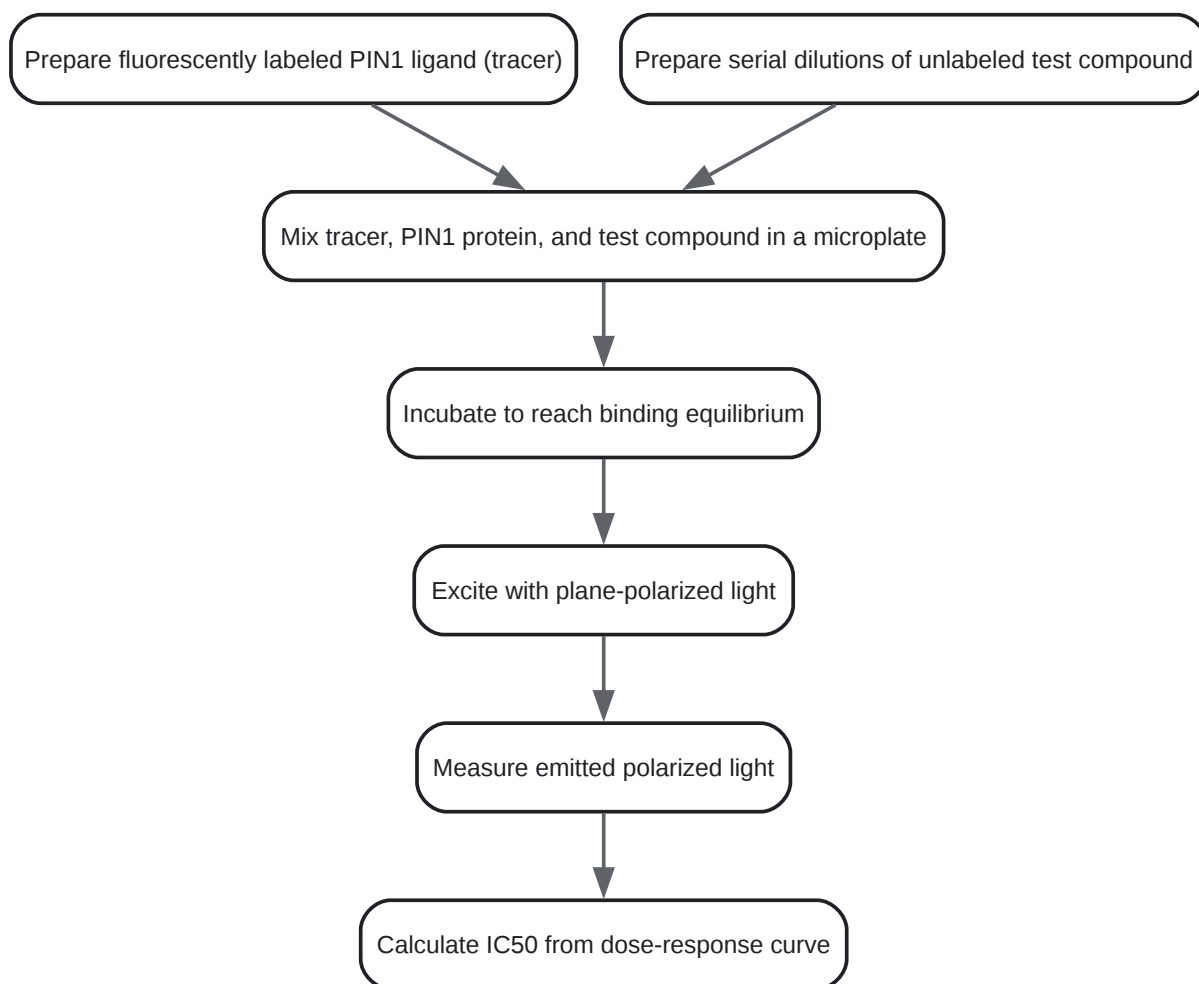 Prepare fluorescently labeled PIN1 ligand (tracer)
Prepare serial dilutions of unlabeled test compound
Mix tracer, PIN1 protein, and test compound in a microplate
Incubate to reach binding equilibrium
Excite with plane-polarized light
Measure emitted polarized light
Calculate IC50 from dose-response curve